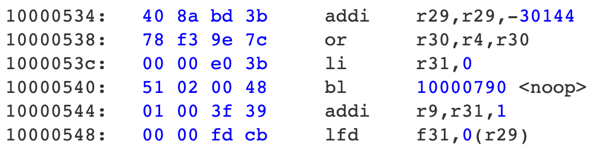 10000534: 40 8a bd 3b addi r29,r29,-30144
10000538: 78 f3 9e 7c or r30,r4,r30
1000053c: 00 00 e0 3b li r31,0
10000540: 51 02 00 48 bl 10000790 <noop>
10000544: 01 00 3f 39 addi r9,r31,1
10000548: 00 00 fd cb lfd f31,0(r29)